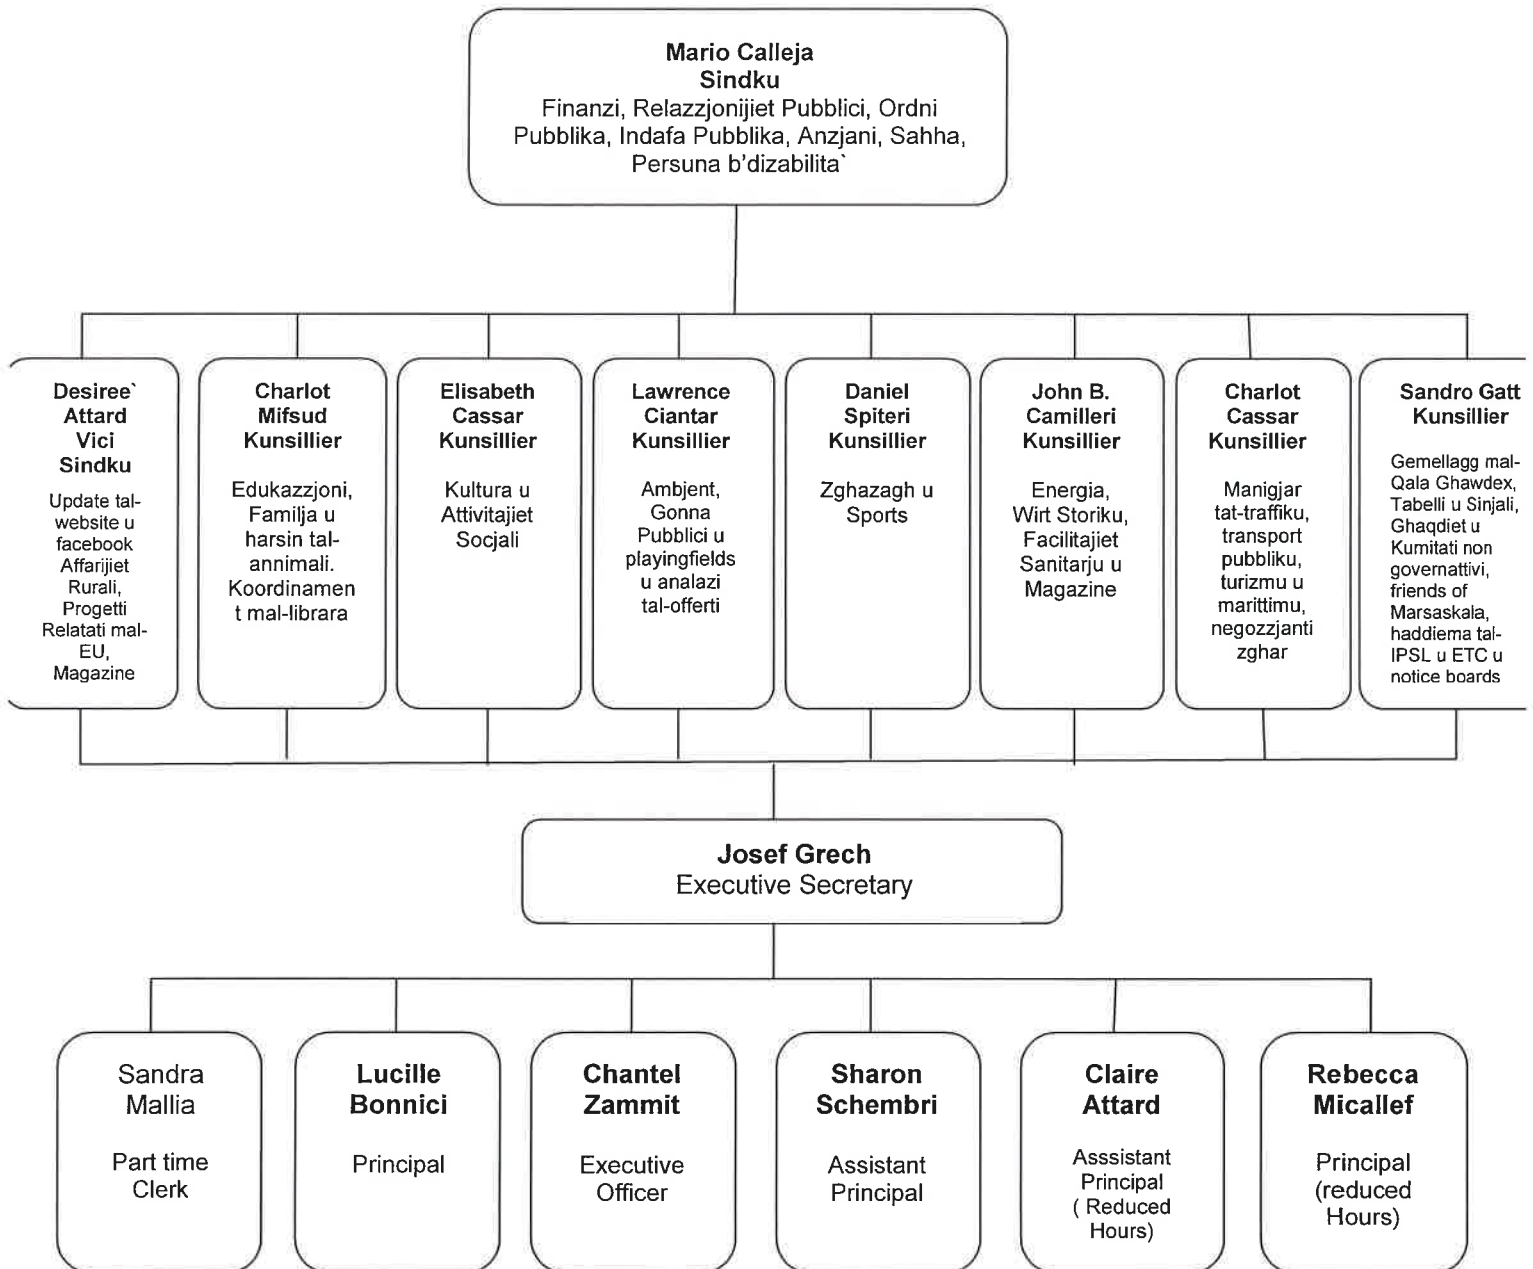 Mario Calleja
Sindku
Finanzi, Relazzjonijiet Pubblici, Ordni
Pubblika, Indafa Pubblika, Anzjani, Sahha,
Persuna b'dizabilita`
Desiree`
Attard
Vici
Sindku
Update tal-
website u
facebook
Affarijiet
Rurali,
Progetti
Relatati mal-
EU,
Magazine
Charlot
Mifsud
Kunsillier
Edukazzjoni,
Familja u
harsin tal-
annimali.
Koordinamen
t mal-librara
Elisabeth
Cassar
Kunsillier
Kultura u
Attivitajiet
Socjali
Lawrence
Ciantar
Kunsillier
Ambjent,
Gonna
Pubblici u
playingfields
u analazi
tal-offerti
Daniel
Spiteri
Kunsillier
Zghazagh u
Sports
John B.
Camilleri
Kunsillier
Energia,
Wirt Storiku,
Facilitajiet
Sanitarju u
Magazine
Charlot
Cassar
Kunsillier
Manigjar
tat-traffiku,
transport
pubbliku,
turizmu u
marittimu,
negozzjanti
zghar
Sandro Gatt
Kunsillier
Gemellagg mal-
Qala Ghawdex,
Tabelli u Sinjali,
Ghaqdiet u
Kumitati non
governattivi,
friends of
Marsaskala,
haddiema tal-
IPSL u ETC u
notice boards
Josef Grech
Executive Secretary
Sandra
Mallia
Part time
Clerk
Lucille
Bonnici
Principal
Chantel
Zammit
Executive
Officer
Sharon
Schembri
Assistant
Principal
Claire
Attard
Asssistant
Principal
( Reduced
Hours)
Rebecca
Micallef
Principal
(reduced
Hours)